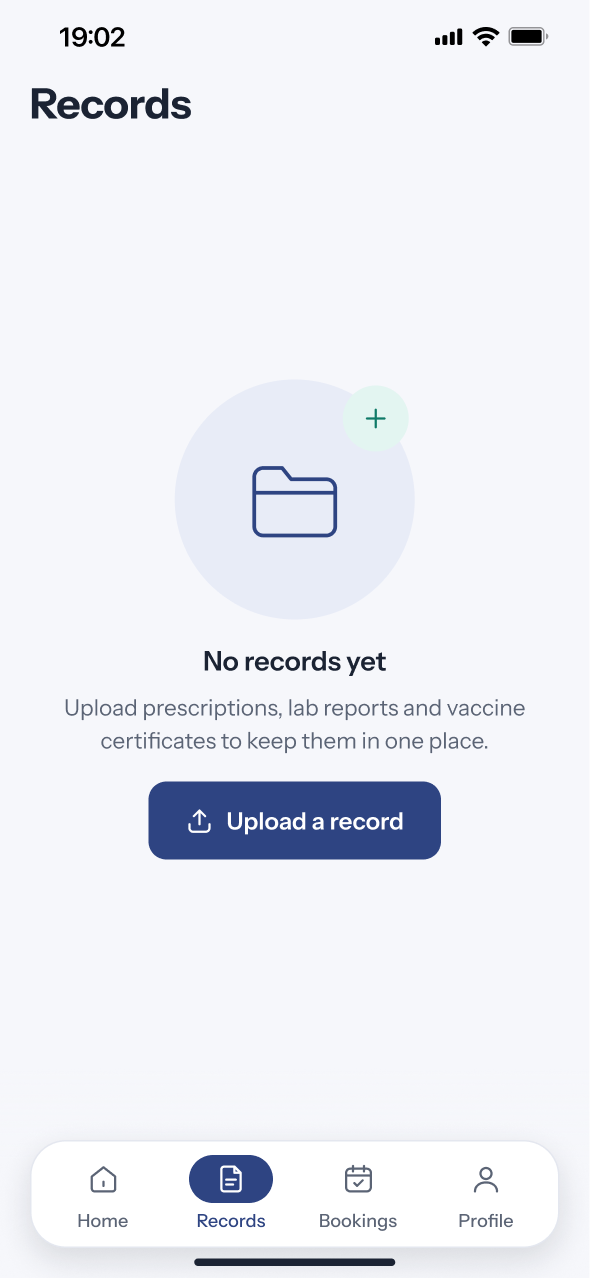 19:02
Records
No records yet
Upload prescriptions, lab reports and vaccine
certificates to keep them in one place.
Upload a record
Home
Records
Bookings
Profile